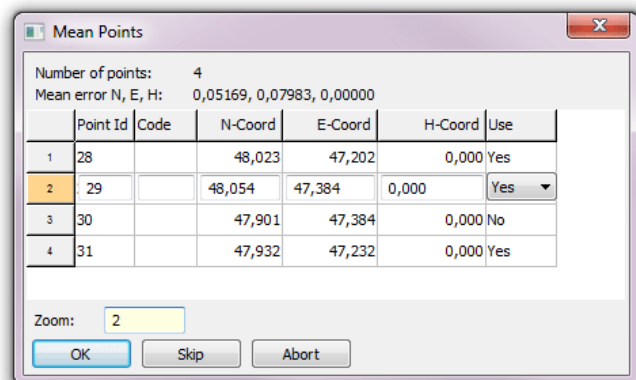 Mean Points
Number of points: 4
Mean error N, E, H: 0,05169, 0,07983, 0,00000
Point Id Code N-Coord E-Coord H-Coord Use
1 28 48,023 47,202 0,000 Yes
2 29 48,054 47,384 0,000 Yes
3 30 47,901 47,384 0,000 No
4 31 47,932 47,232 0,000 Yes
Zoom: 2
OK Skip Abort